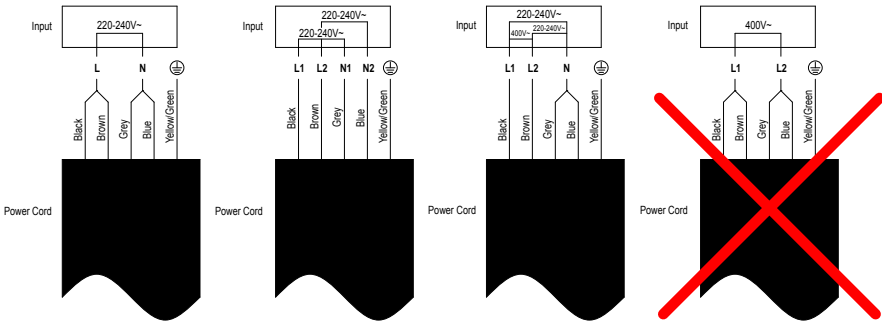 Input
220-240V~
L N
Black
Brown
Grey
Blue
Yellow/Green
Power Cord
Input
220-240V~
220-240V~
L1 L2 N1 N2
Black
Brown
Grey
Blue
Yellow/Green
Power Cord
Input
220-240V~
400V~ 220-240V~
L1 L2 N
Black
Brown
Grey
Blue
Yellow/Green
Power Cord
Input
400V~
L1 L2
Black
Brown
Grey
Blue
Yellow/Green
Power Cord